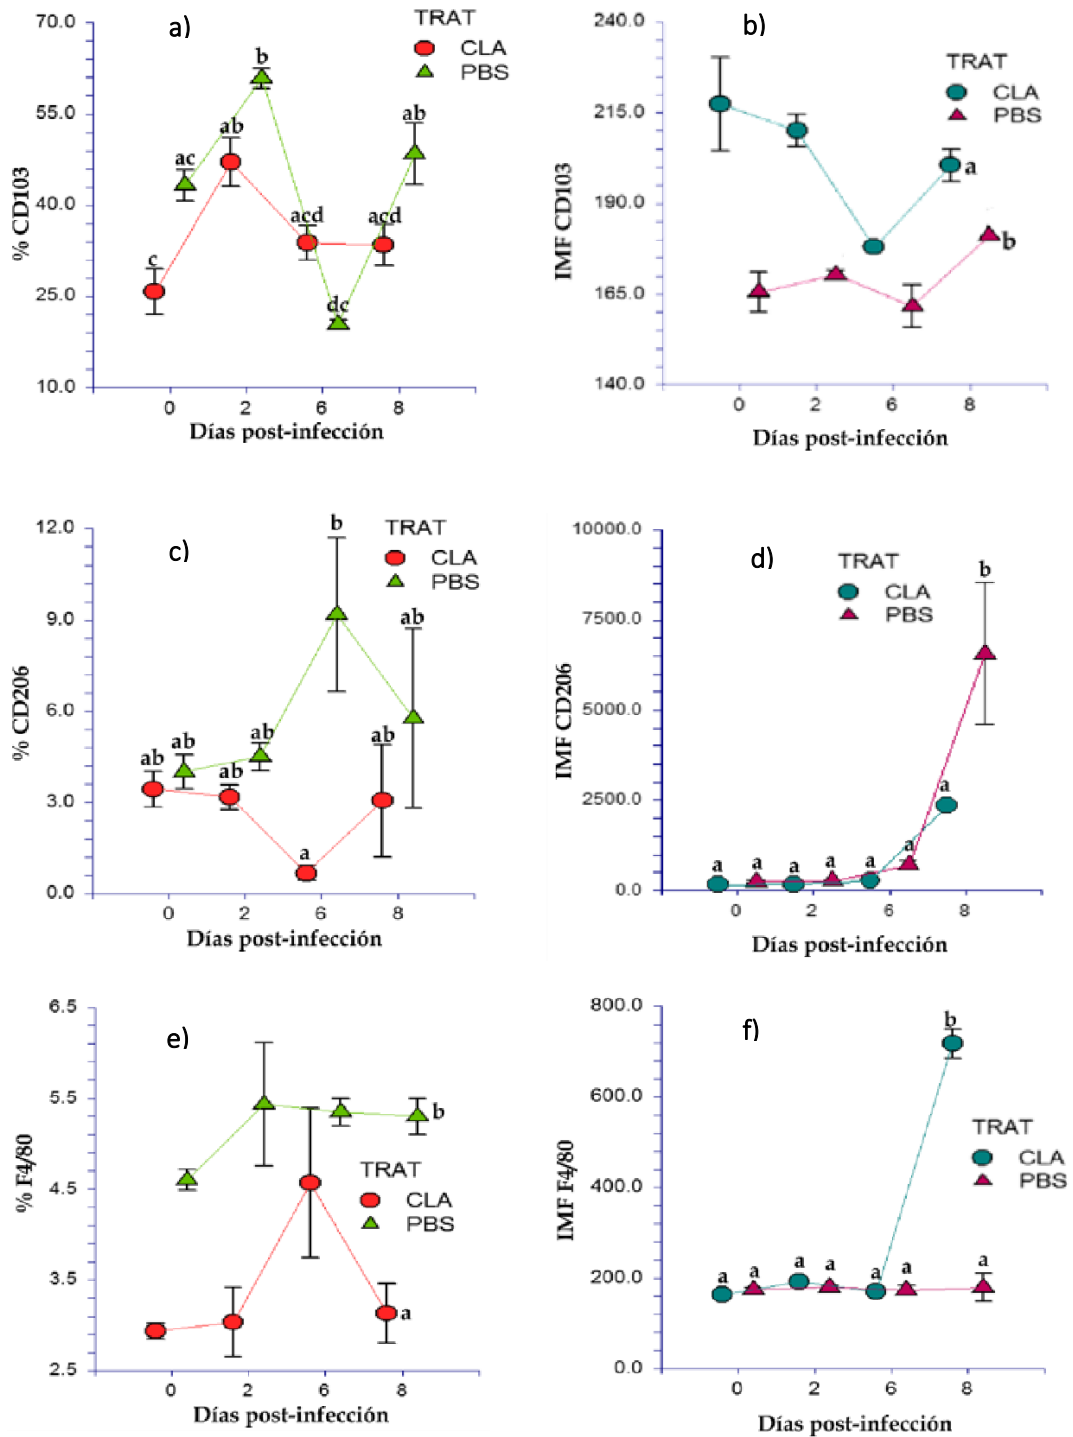 a)
TRAT
CLA
PBS
70.0
55.0
40.0
25.0
10.0
% CD103
c
ac
ab
b
acd
dc
acd
ab
0 2 6 8
Días post-infección
b)
TRAT
CLA
PBS
240.0
215.0
190.0
165.0
140.0
IMF CD103
a
b
0 2 6 8
Días post-infección
c)
TRAT
CLA
PBS
12.0
9.0
6.0
3.0
0.0
% CD206
ab
ab
ab
ab
a
b
ab
ab
0 2 6 8
Días post-infección
d)
TRAT
CLA
PBS
10000.0
7500.0
5000.0
2500.0
0.0
IMF CD206
a
a
a
a
a
a
a
b
0 2 6 8
Días post-infección
e)
TRAT
CLA
PBS
6.5
5.5
4.5
3.5
2.5
% F4/80
b
a
0 2 6 8
Días post-infección
f)
TRAT
CLA
PBS
800.0
600.0
400.0
200.0
0.0
IMF F4/80
a
a
a
a
a
a
b
a
0 2 6 8
Días post-infección